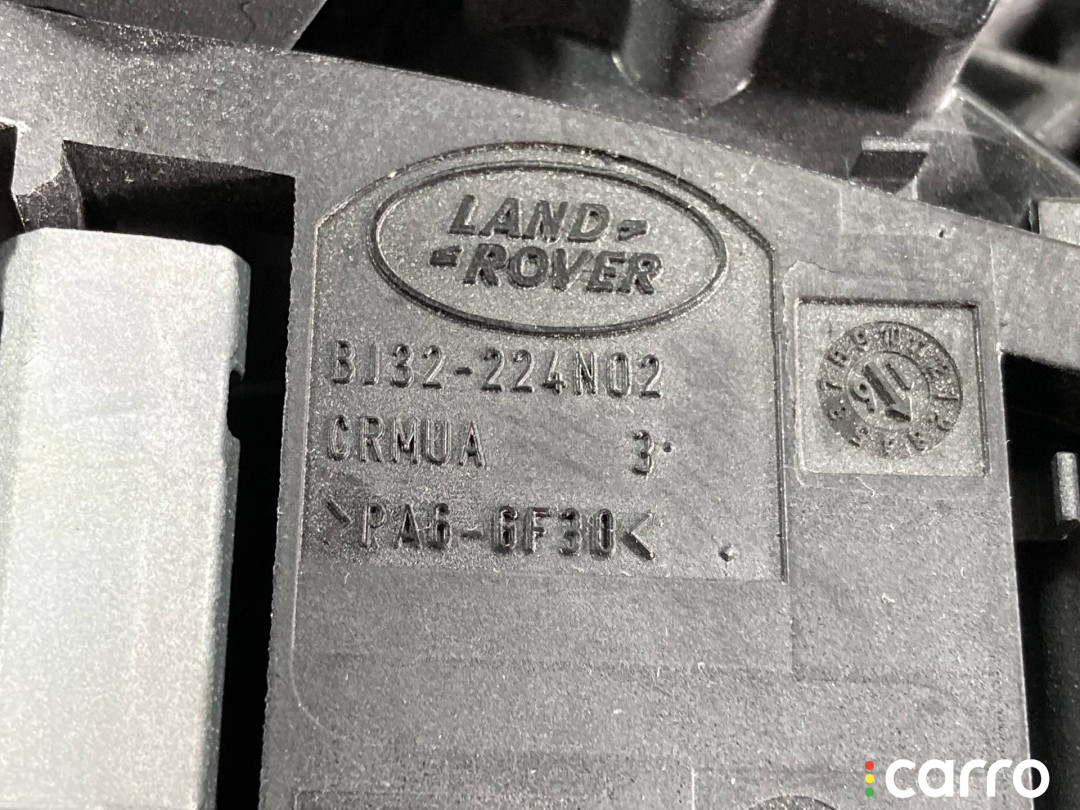 LAND
ROVER
BJ32-224N02
CRMUA 3
>PA6-GF30<
carro